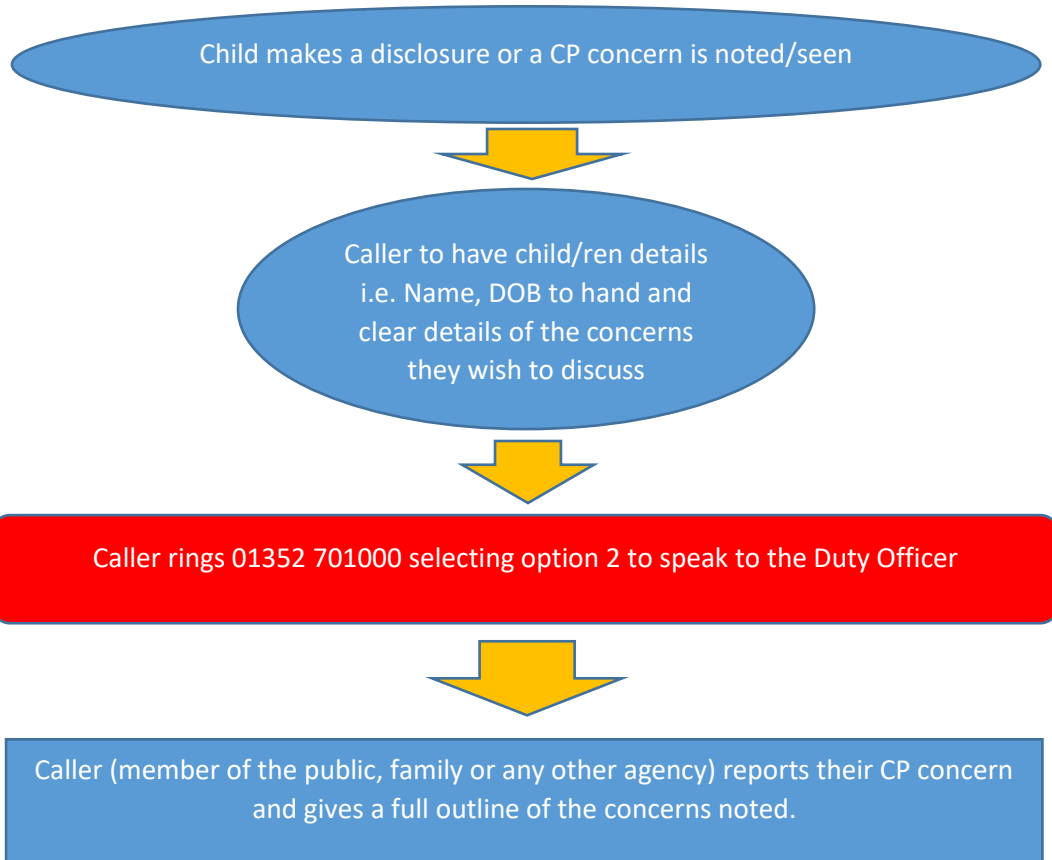 Child makes a disclosure or a CP concern is noted/seen
Caller to have child/ren details
i.e. Name, DOB to hand and
clear details of the concerns
they wish to discuss
Caller rings 01352 701000 selecting option 2 to speak to the Duty Officer
Caller (member of the public, family or any other agency) reports their CP concern
and gives a full outline of the concerns noted.